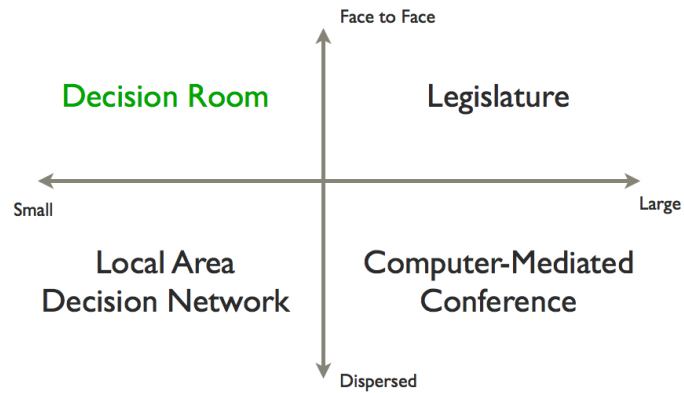 Face to Face
Decision Room
Legislature
Small
Large
Local Area
Decision Network
Computer-Mediated
Conference
Dispersed